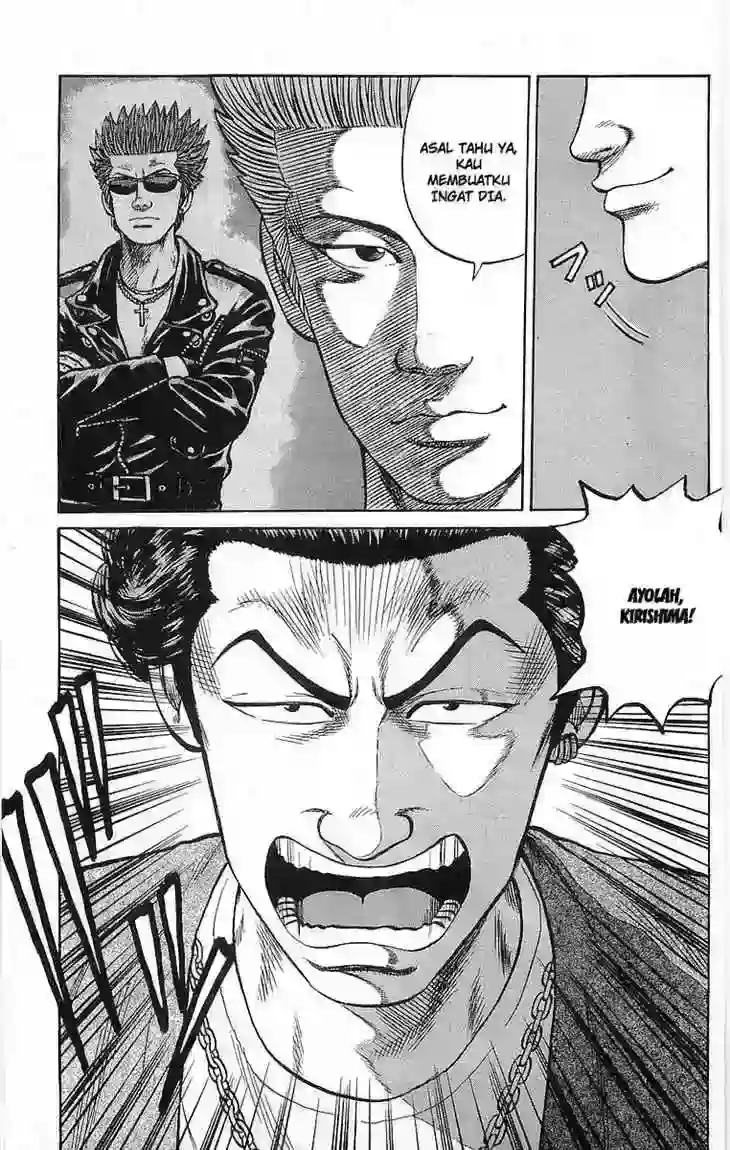 ヘッ
ASAL TAHU YA,
KAU
MEMBUATKU
INGAT DIA.
AYOLAH,
KIRISHIMA!